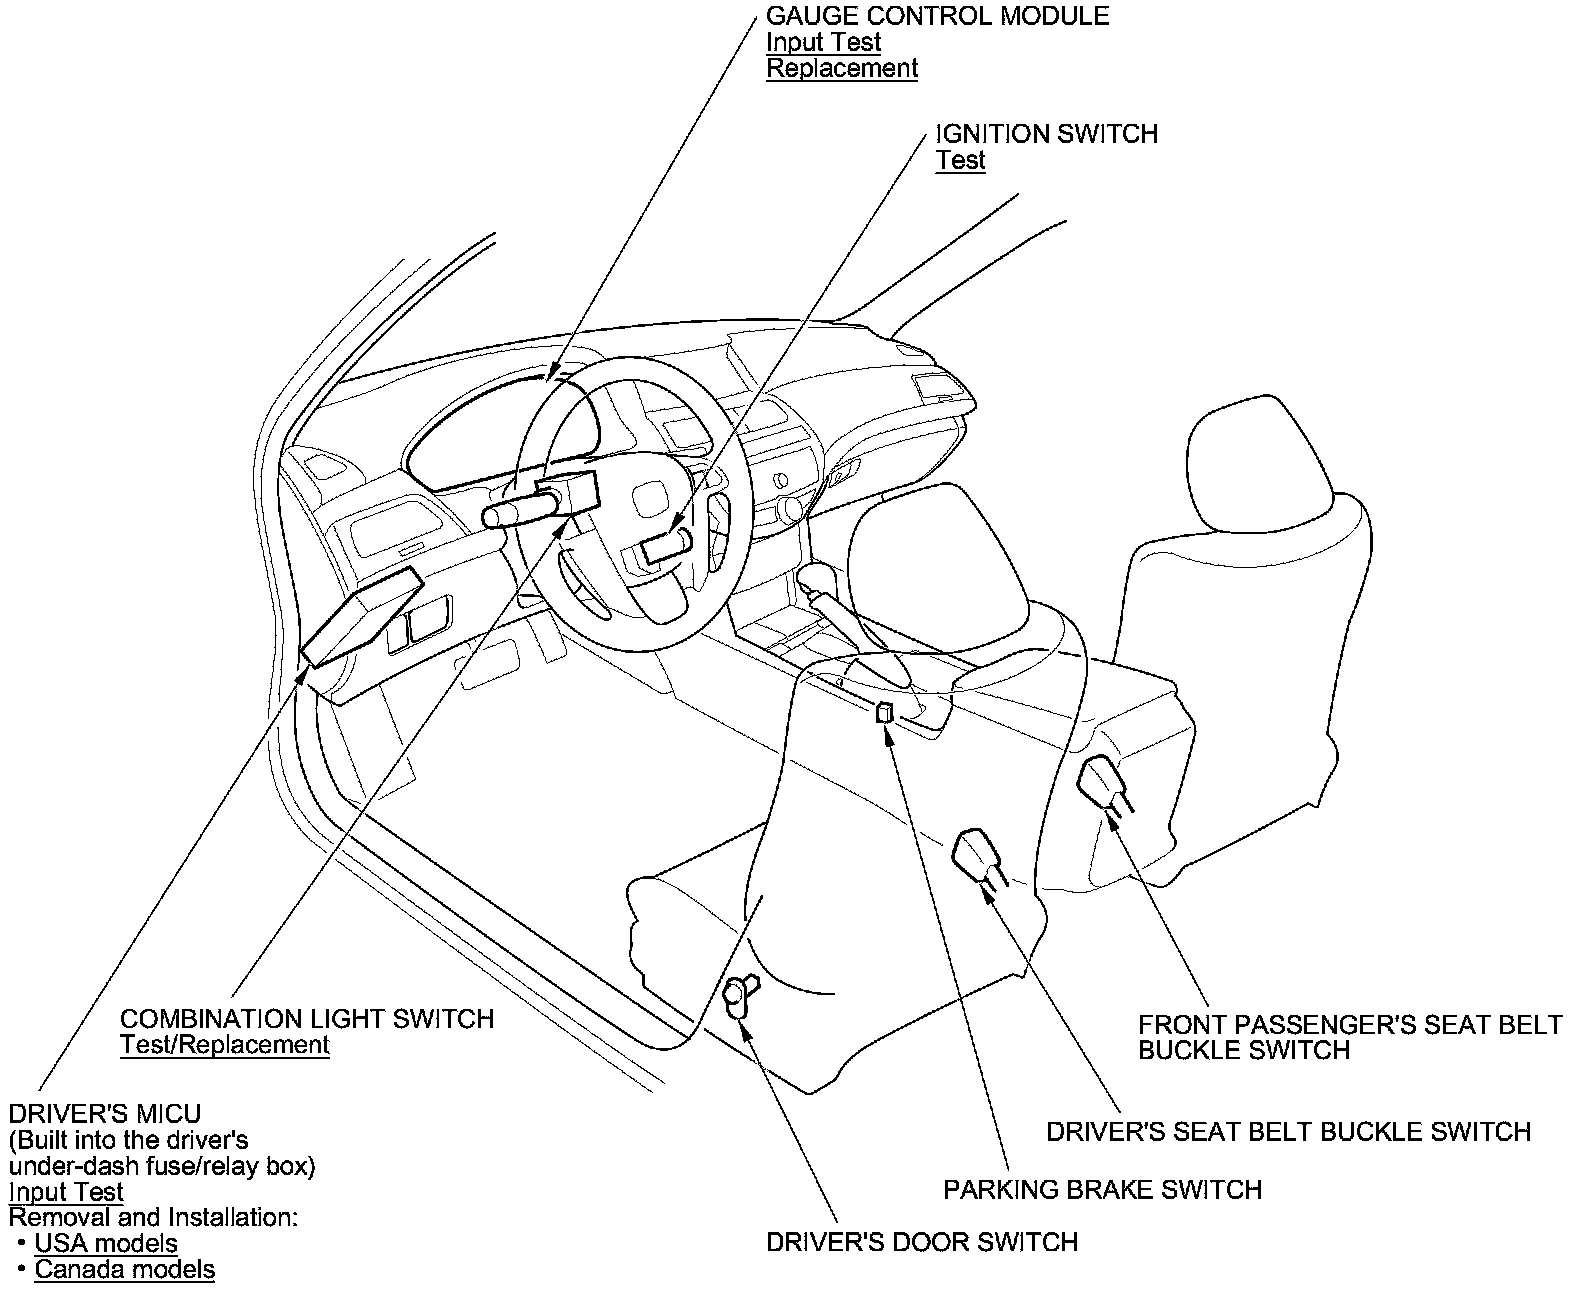 GAUGE CONTROL MODULE
Input Test
Replacement
IGNITION SWITCH
Test
COMBINATION LIGHT SWITCH
Test/Replacement
DRIVER'S MICU
(Built into the driver's
under-dash fuse/relay box)
Input Test
Removal and Installation:
• USA models
• Canada models
FRONT PASSENGER'S SEAT BELT
BUCKLE SWITCH
DRIVER'S SEAT BELT BUCKLE SWITCH
PARKING BRAKE SWITCH
DRIVER'S DOOR SWITCH